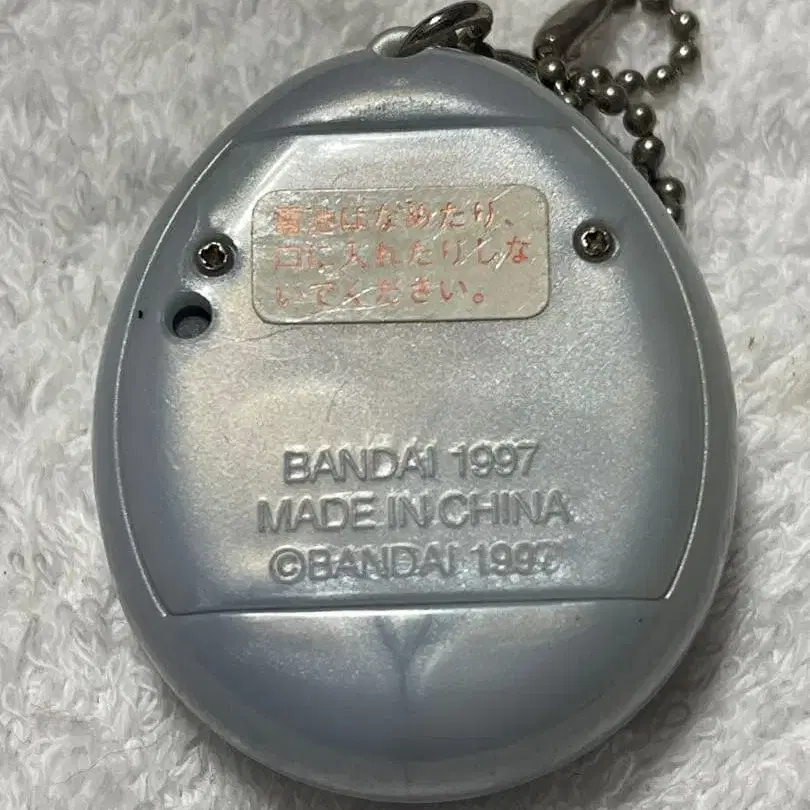 電池はなめたり、
口に入れたりしな
いでください。
BANDAI 1997
MADE IN CHINA
©BANDAI 1997